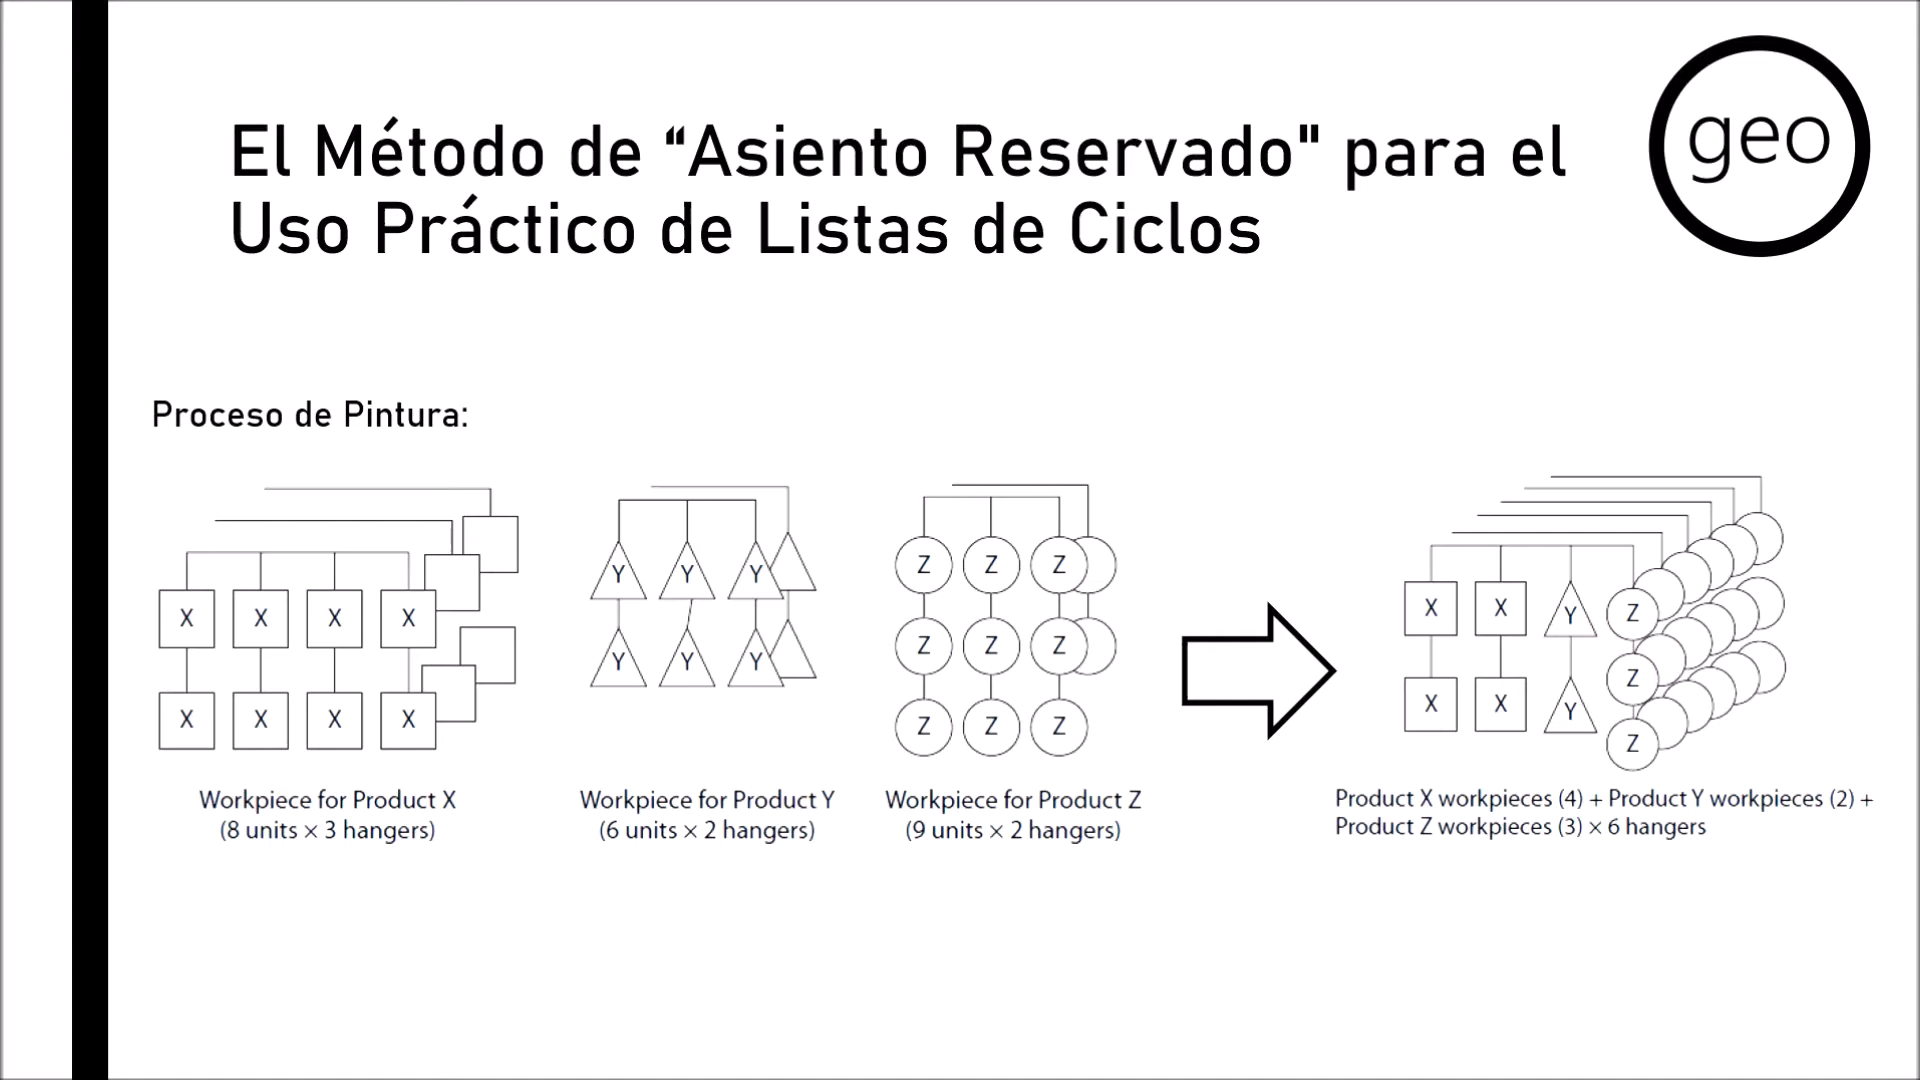 El Método de “Asiento Reservado" para el
Uso Práctico de Listas de Ciclos
geo
Proceso de Pintura:
X X X X
X X X X
Workpiece for Product X
(8 units × 3 hangers)
Y Y Y
Y Y Y
Workpiece for Product Y
(6 units × 2 hangers)
Z Z Z
Z Z Z
Z Z Z
Workpiece for Product Z
(9 units × 2 hangers)
X X Y Z
Z
X X Y
Z
Product X workpieces (4) + Product Y workpieces (2) +
Product Z workpieces (3) × 6 hangers